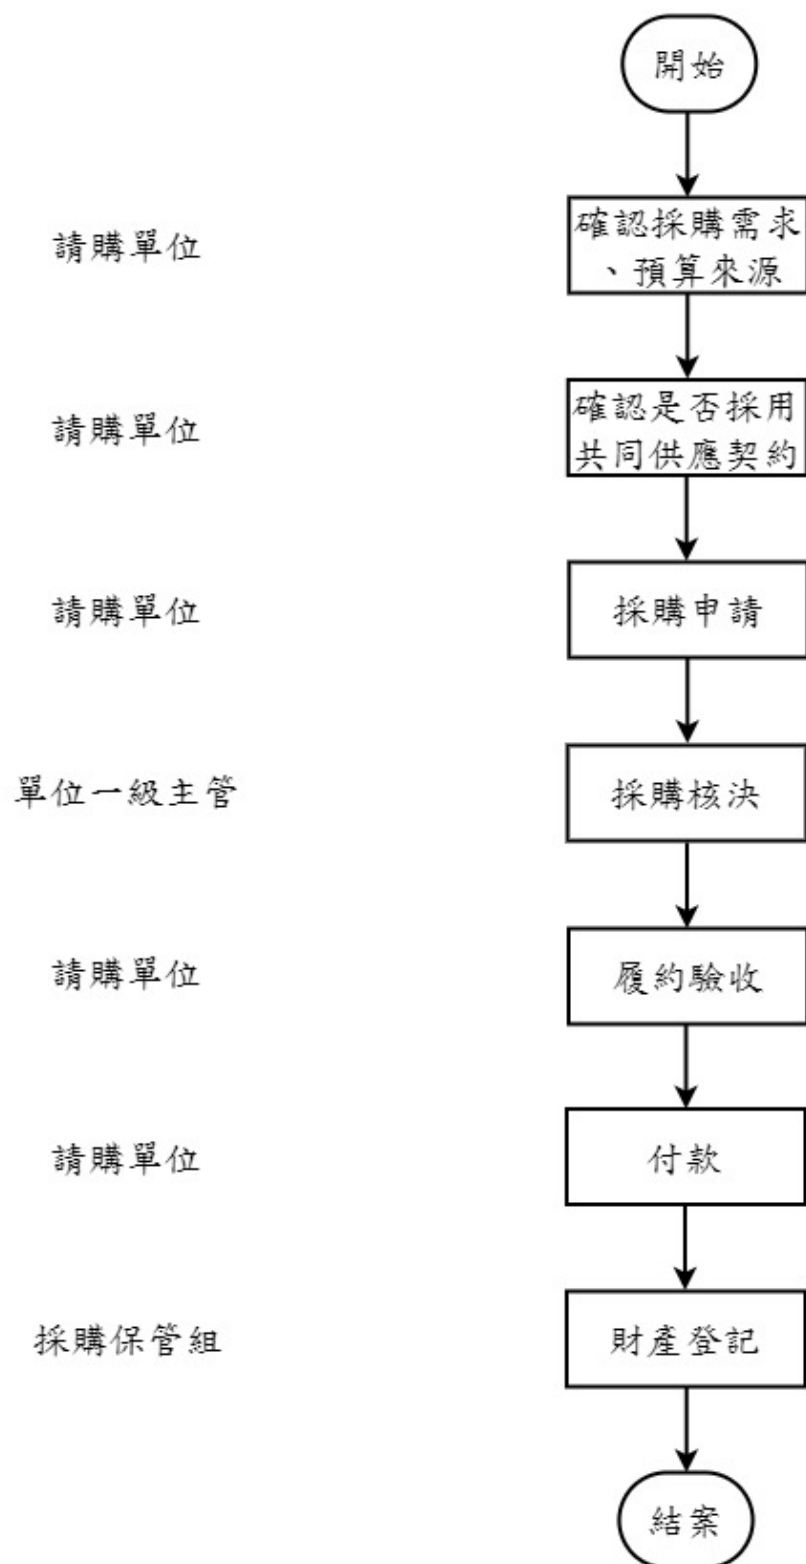 開始
請購單位
確認採購需求
、預算來源
請購單位
確認是否採用
共同供應契約
請購單位
採購申請
單位一級主管
採購核決
請購單位
履約驗收
請購單位
付款
採購保管組
財產登記
結案